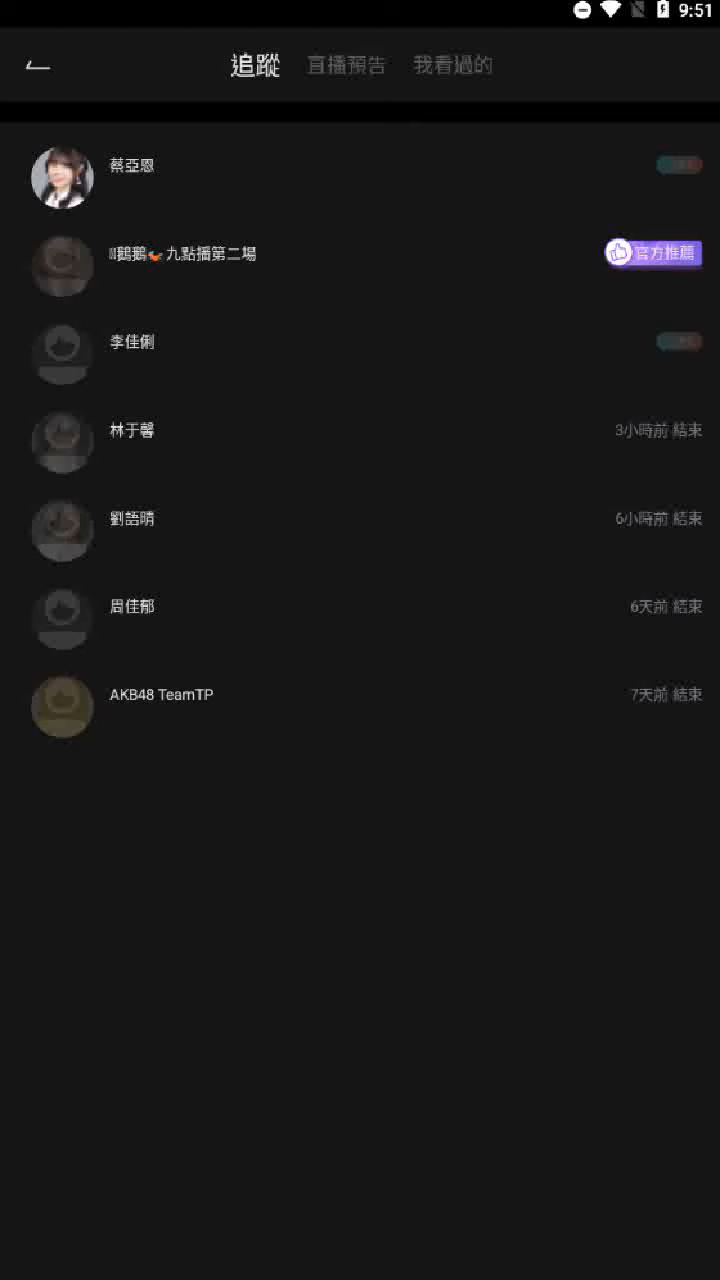 9:51
追蹤 直播預告 我看過的
蔡亞恩
鵝鵝 九點播第二場 官方推薦
李佳俐
林于馨 3小時前 結束
劉語晴 6小時前 結束
周佳郁 6天前 結束
AKB48 TeamTP 7天前 結束